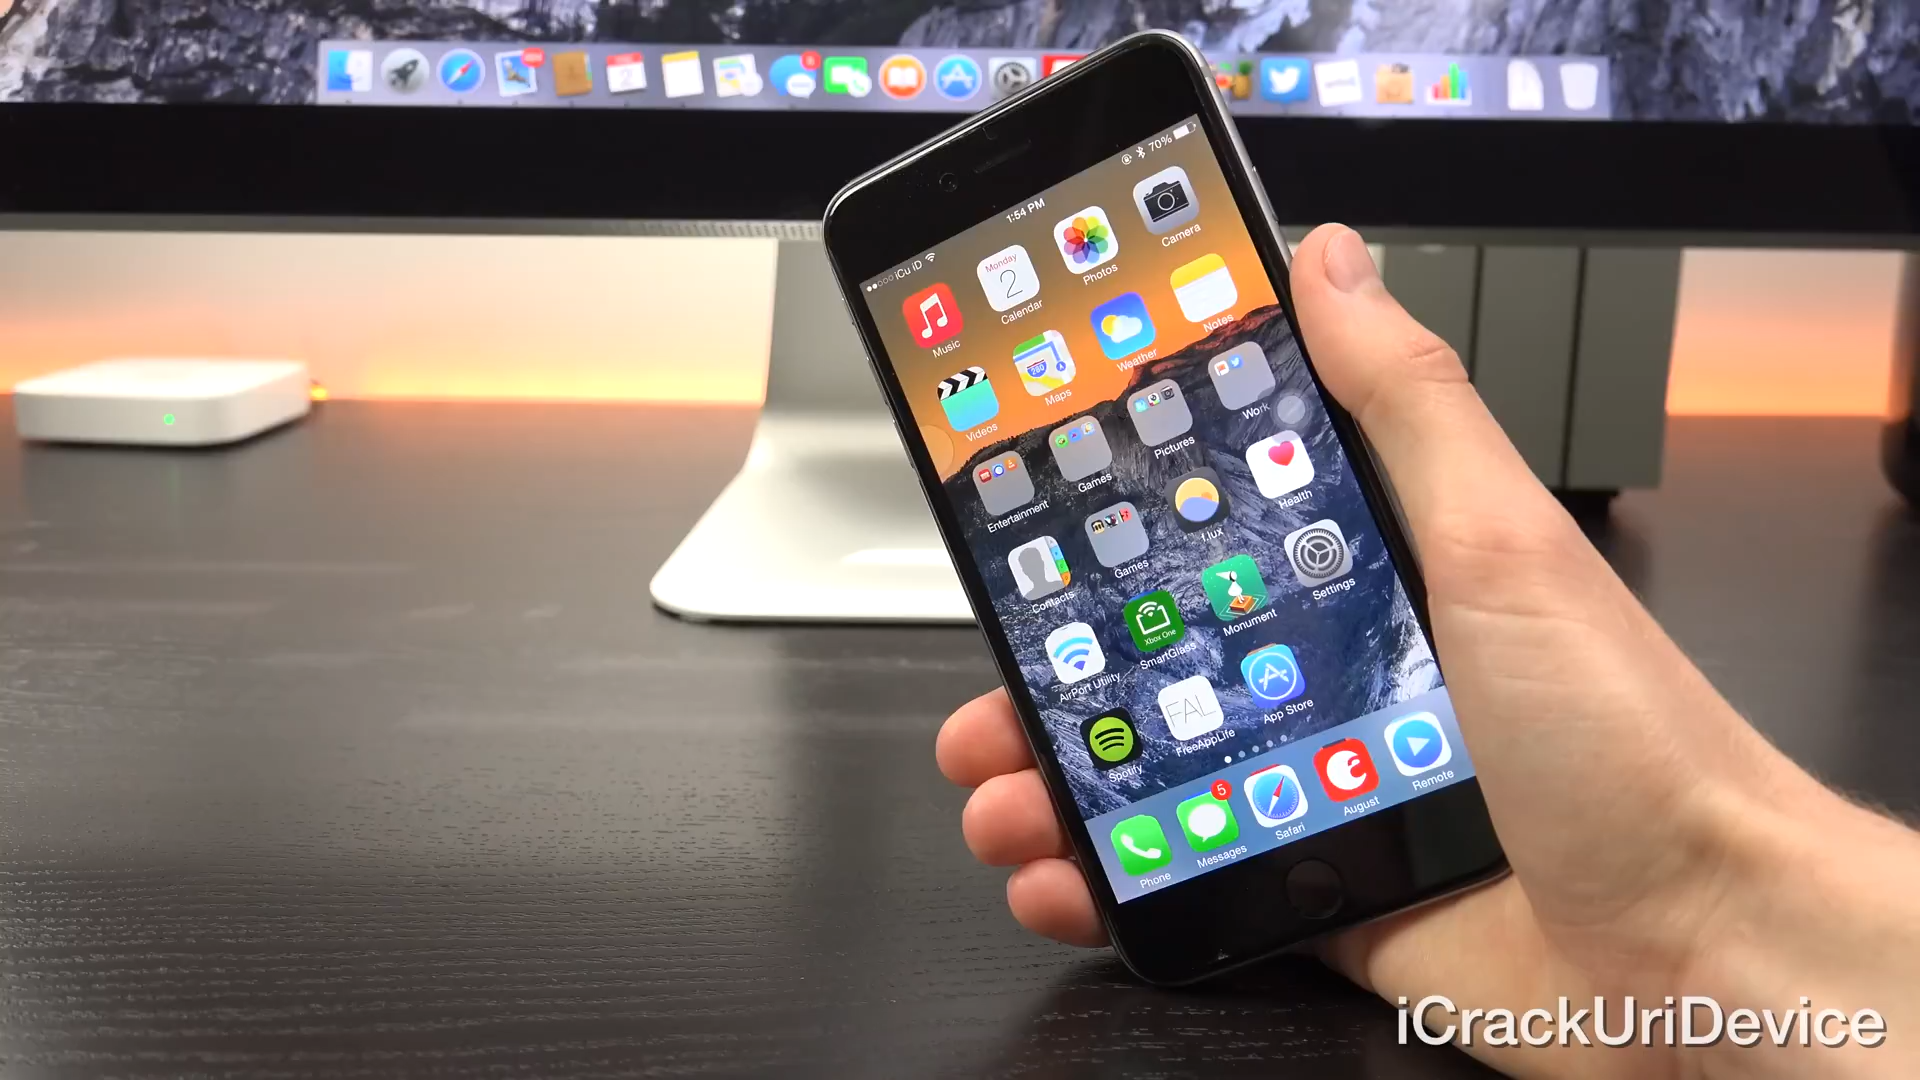 ●●○○○ iCu iD
1:54 PM
70%
Music
Monday
2
Calendar
Photos
Camera
Videos
280
Maps
Weather
Notes
Entertainment
Games
Pictures
Work
Contacts
Games
f.lux
Health
AirPort Utility
Xbox One
SmartGlass
Monument
Settings
Spotify
FAL
FreeAppLife
App Store
Phone
5
Messages
Safari
August
Remote
2
iCrackUriDevice